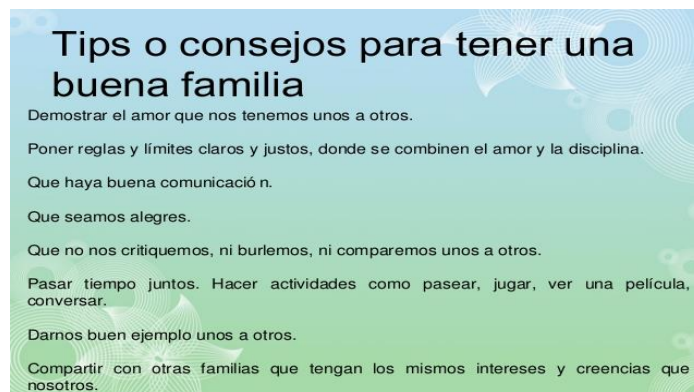 Tips o consejos para tener una
buena familia
Demostrar el amor que nos tenemos unos a otros.
Poner reglas y límites claros y justos, donde se combinen el amor y la disciplina.
Que haya buena comunicació n.
Que seamos alegres.
Que no nos critiquemos, ni burlemos, ni comparemos unos a otros.
Pasar tiempo juntos. Hacer actividades como pasear, jugar, ver una película,
conversar.
Darnos buen ejemplo unos a otros.
Compartir con otras familias que tengan los mismos intereses y creencias que
nosotros.